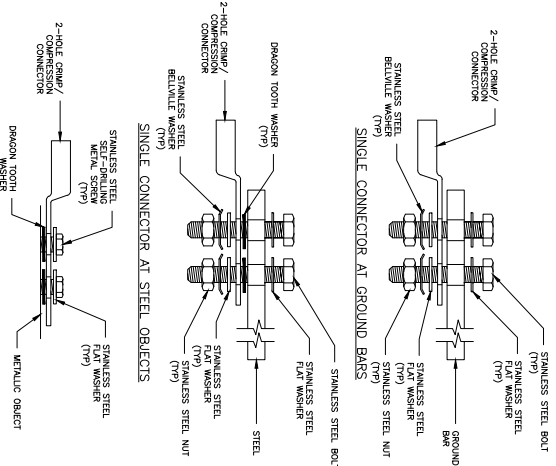 STAINLESS STEEL BOLT
(TYP)
STAINLESS STEEL
FLAT WASHER
(TYP)
GROUND
BAR
2-HOLE CRIMP/
COMPRESSION
CONNECTOR
STAINLESS STEEL
BELLVILLE WASHER
(TYP)
STAINLESS STEEL
FLAT WASHER
(TYP)
STAINLESS STEEL NUT
(TYP)
SINGLE CONNECTOR AT GROUND BARS
STAINLESS STEEL BOLT
(TYP)
STAINLESS STEEL
FLAT WASHER
(TYP)
STEEL
DRAGON TOOTH WASHER
(TYP)
2-HOLE CRIMP/
COMPRESSION
CONNECTOR
STAINLESS STEEL
BELLVILLE WASHER
(TYP)
STAINLESS STEEL
FLAT WASHER
(TYP)
STAINLESS STEEL NUT
(TYP)
SINGLE CONNECTOR AT STEEL OBJECTS
STAINLESS STEEL
SELF-DRILLING
METAL SCREW
(TYP)
STAINLESS STEEL
FLAT WASHER
(TYP)
2-HOLE CRIMP/
COMPRESSION
CONNECTOR
DRAGON TOOTH
WASHER
METALLIC OBJECT